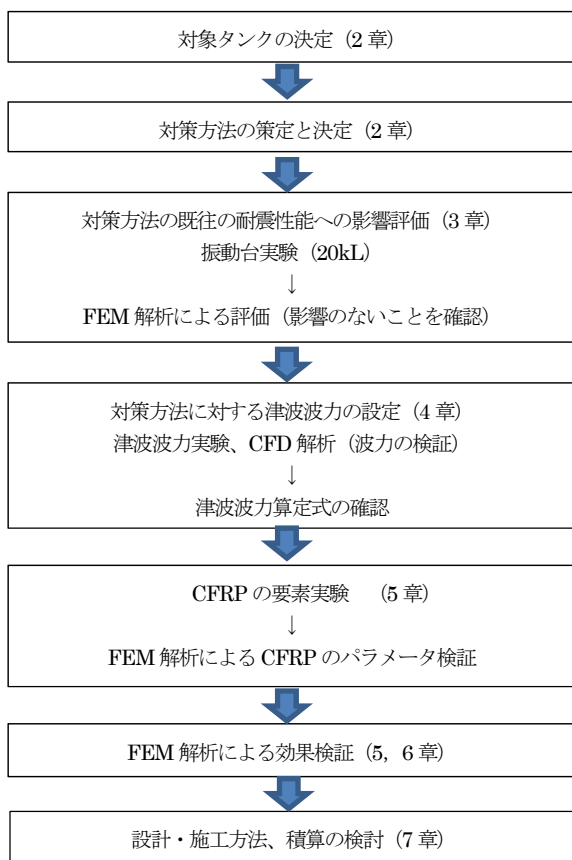 対象タンクの決定（2 章）
対策方法の策定と決定（2 章）
対策方法の既往の耐震性能への影響評価（3 章）
振動台実験（20kL）
↓
FEM 解析による評価（影響のないことを確認）
対策方法に対する津波波力の設定（4 章）
津波波力実験、CFD 解析（波力の検証）
↓
津波波力算定式の確認
CFRP の要素実験　（5 章）
↓
FEM 解析による CFRP のパラメータ検証
FEM 解析による効果検証（5，6 章）
設計・施工方法、積算の検討（7 章）